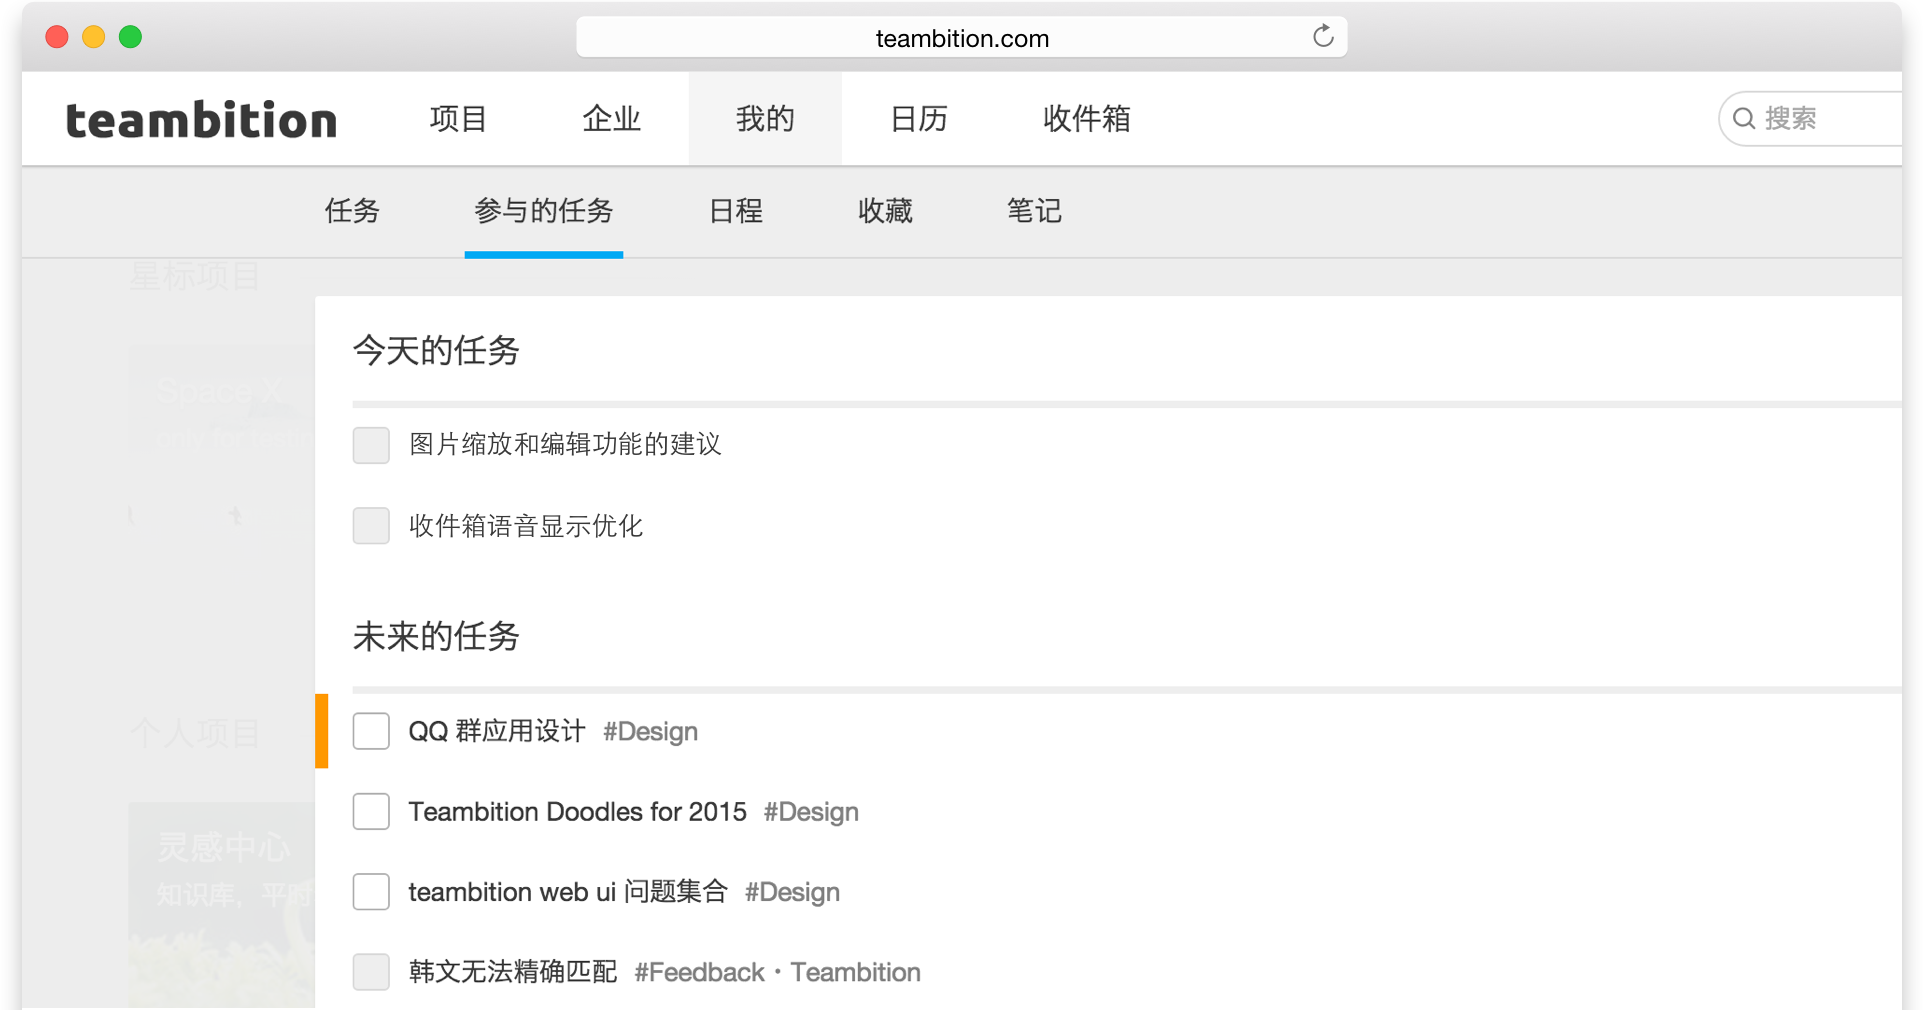 teambition.com
teambition 项目 企业 我的 日历 收件箱 搜索
任务 参与的任务 日程 收藏 笔记
星标项目
今天的任务
Space X
only for team
图片缩放和编辑功能的建议
收件箱语音显示优化
未来的任务
个人项目
QQ 群应用设计 #Design
Teambition Doodles for 2015 #Design
灵感中心
知识库，平时
teambition web ui 问题集合 #Design
韩文无法精确匹配 #Feedback · Teambition